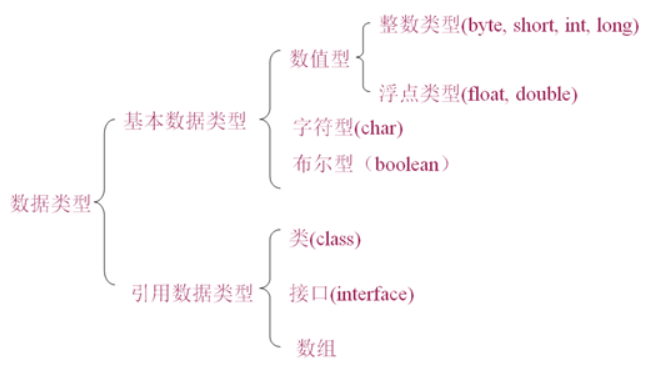 数据类型
基本数据类型
数值型
整数类型(byte, short, int, long)
浮点类型(float, double)
字符型(char)
布尔型（boolean）
引用数据类型
类(class)
接口(interface)
数组